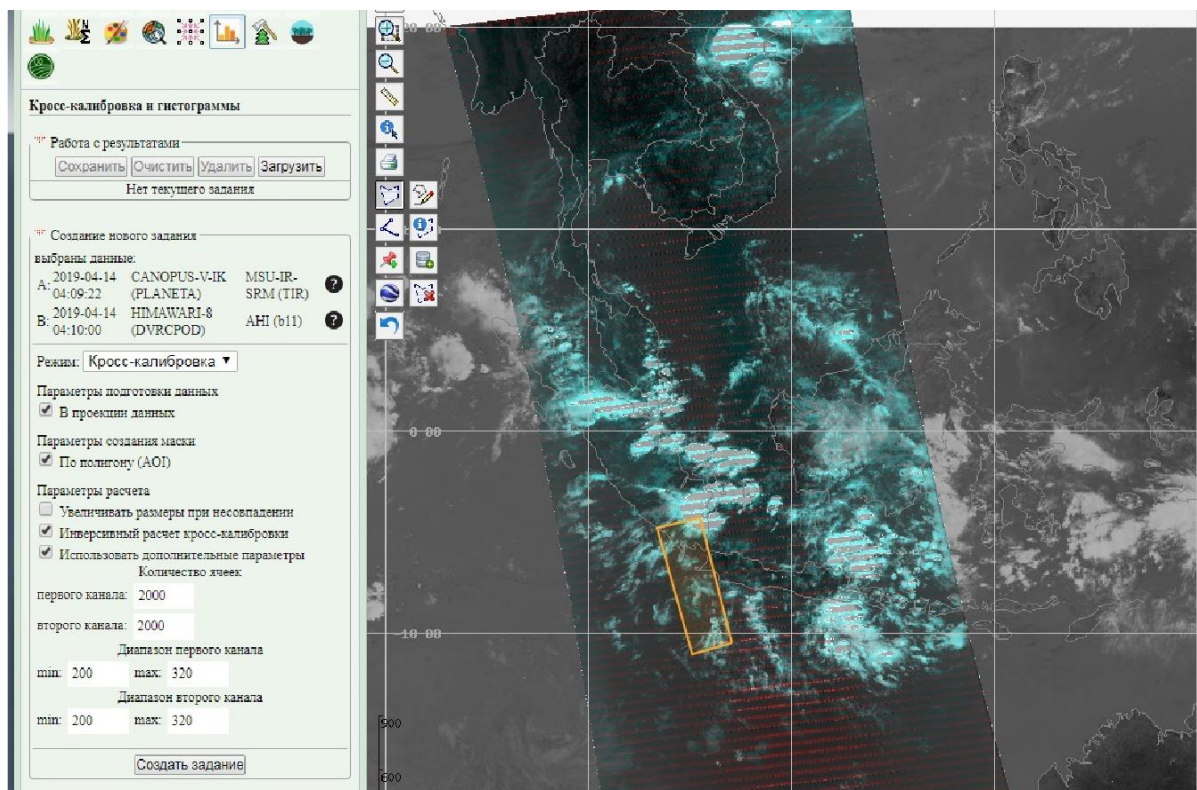 Кросс-калибровка и гистограммы
Работа с результатами
Сохранить Очистить Удалить Загрузить
Нет текущего задания
Создание нового задания
выбраны данные:
A: 2019-04-14 04:09:22 CANOPUS-V-IK (PLANETA) MSU-IR-SRM (TIR) ?
B: 2019-04-14 04:10:00 HIMAWARI-8 (DVRCPOD) AHI (b11) ?
Режим: Кросс-калибровка
Параметры подготовки данных
В проекции данных
Параметры создания маски
По полигону (AOI)
Параметры расчета
Увеличивать размеры при несовпадении
Инверсивный расчет кросс-калибровки
Использовать дополнительные параметры
Количество ячеек
первого канала: 2000
второго канала: 2000
Диапазон первого канала
min: 200 max: 320
Диапазон второго канала
min: 200 max: 320
Создать задание
20 00
0 00
-10 00
900
600